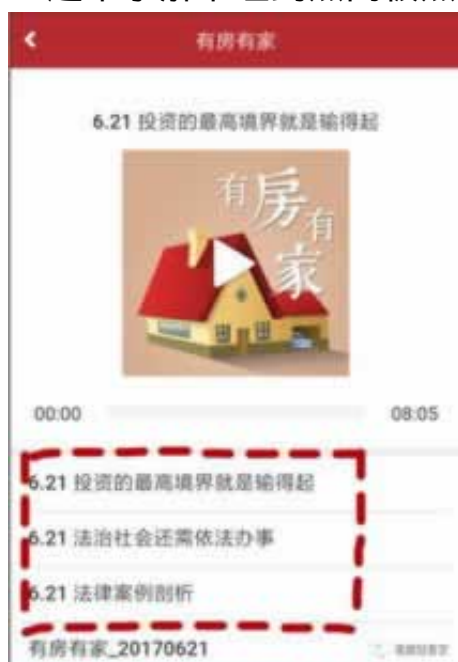 有房有家
6.21 投资的最高境界就是输得起
有房有家
00:00
08:05
6.21 投资的最高境界就是输得起
6.21 法治社会还需依法办事
6.21 法律案例剖析
有房有家_20170621